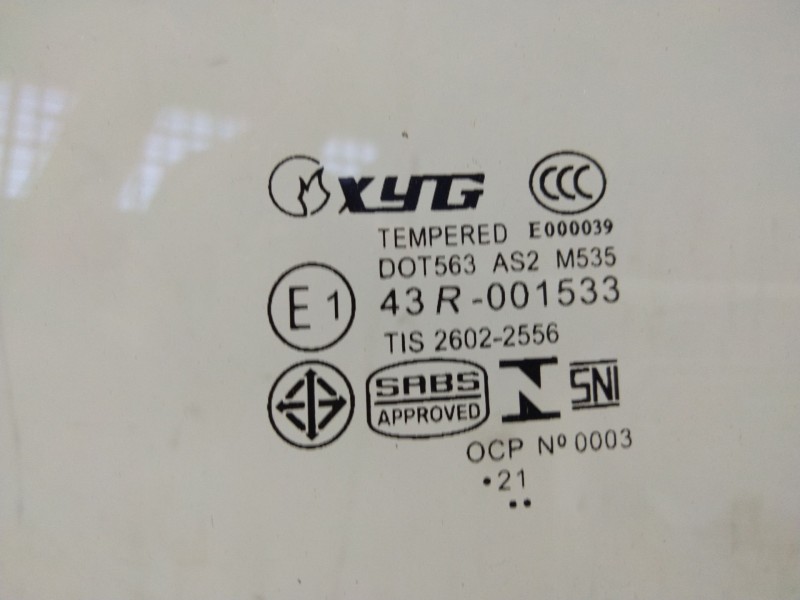 XYG CCC
TEMPERED E000039
DOT563 AS2 M535
E1 43R-001533
TIS 2602-2556
SABS
APPROVED
SNI
OCP Nº 0003
•21
••